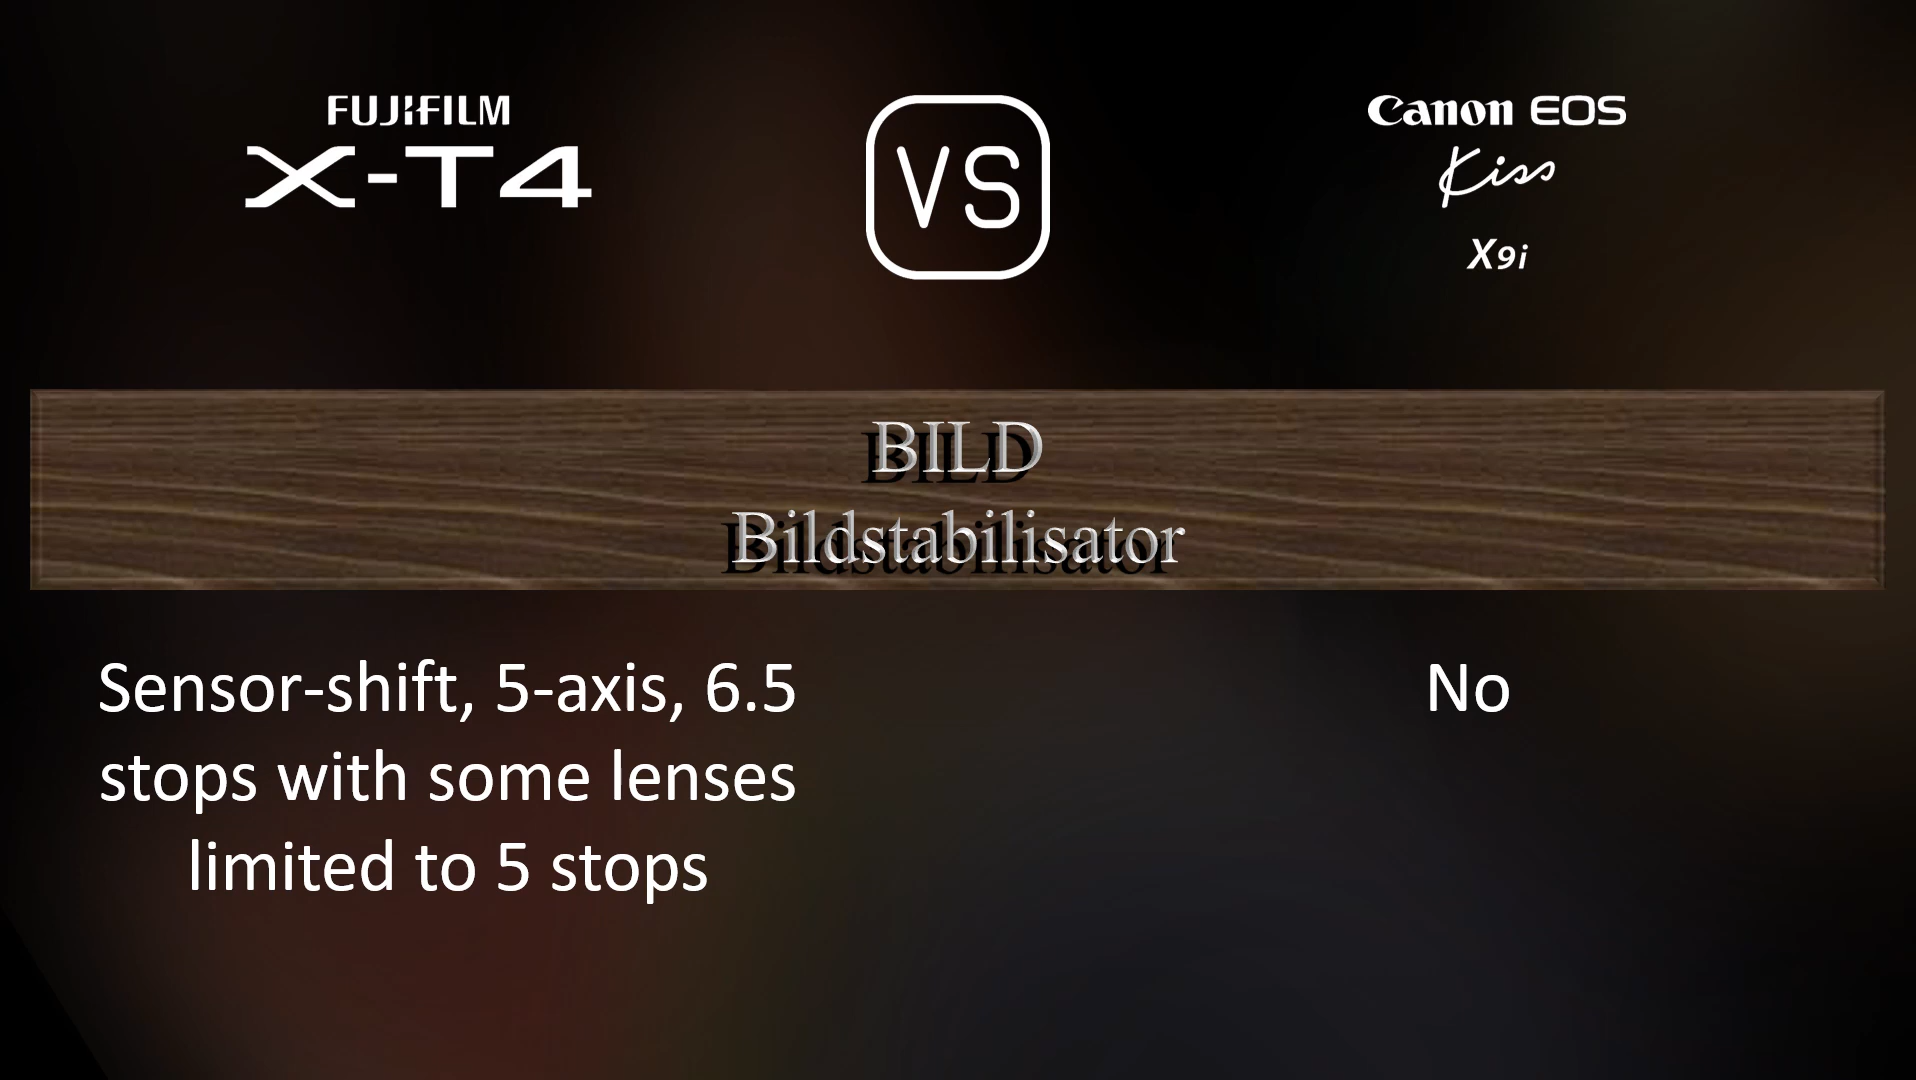 FUJIFILM
X-T4
VS
Canon EOS
Kiss
X9i
BILD
Bildstabilisator
Sensor-shift, 5-axis, 6.5
stops with some lenses
limited to 5 stops
No